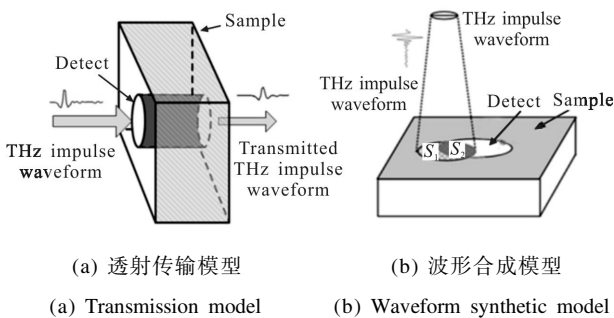 Sample
Detect
THz impulse
waveform
Transmitted
THz impulse
waveform
(a) 透射传输模型
(a) Transmission model
THz impulse
waveform
THz impulse
waveform
Detect
Sample
S₁ S₂
(b) 波形合成模型
(b) Waveform synthetic model